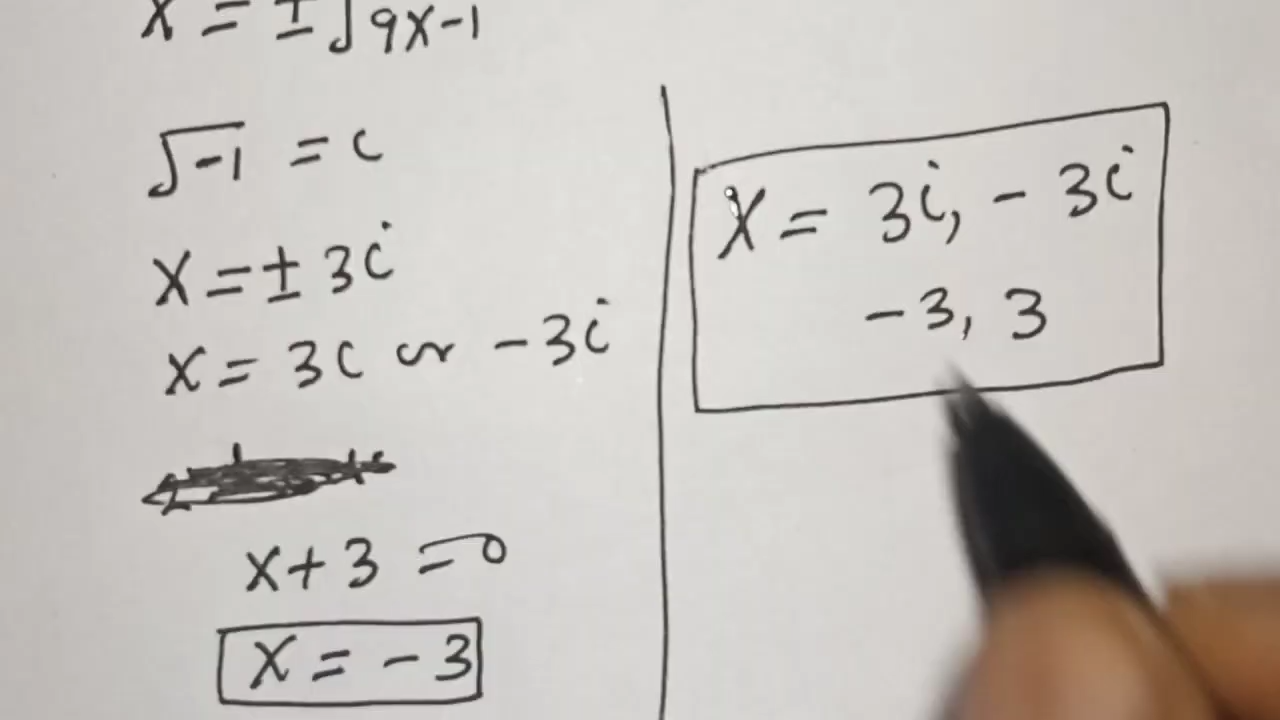 x = ±√9x-1
√-1 = i
x = ± 3i
x = 3i or -3i
x+3 = 0
x = -3
x = 3i, -3i
-3, 3